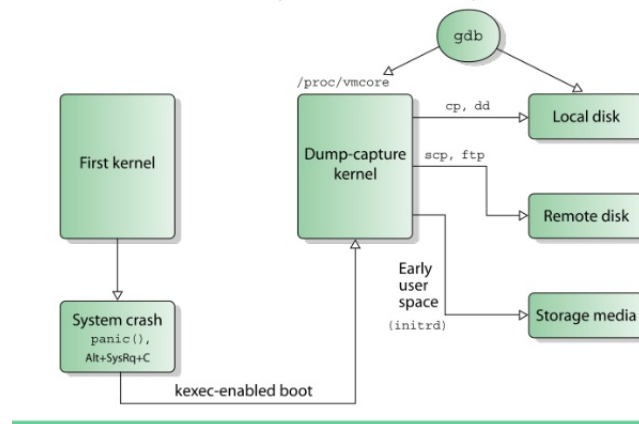 gdb
/proc/vmcore
cp, dd
Local disk
First kernel
Dump-capture
kernel
scp, ftp
Remote disk
Early
user
space
(initrd)
Storage media
System crash
panic(),
Alt+SysRq+C
kexec-enabled boot